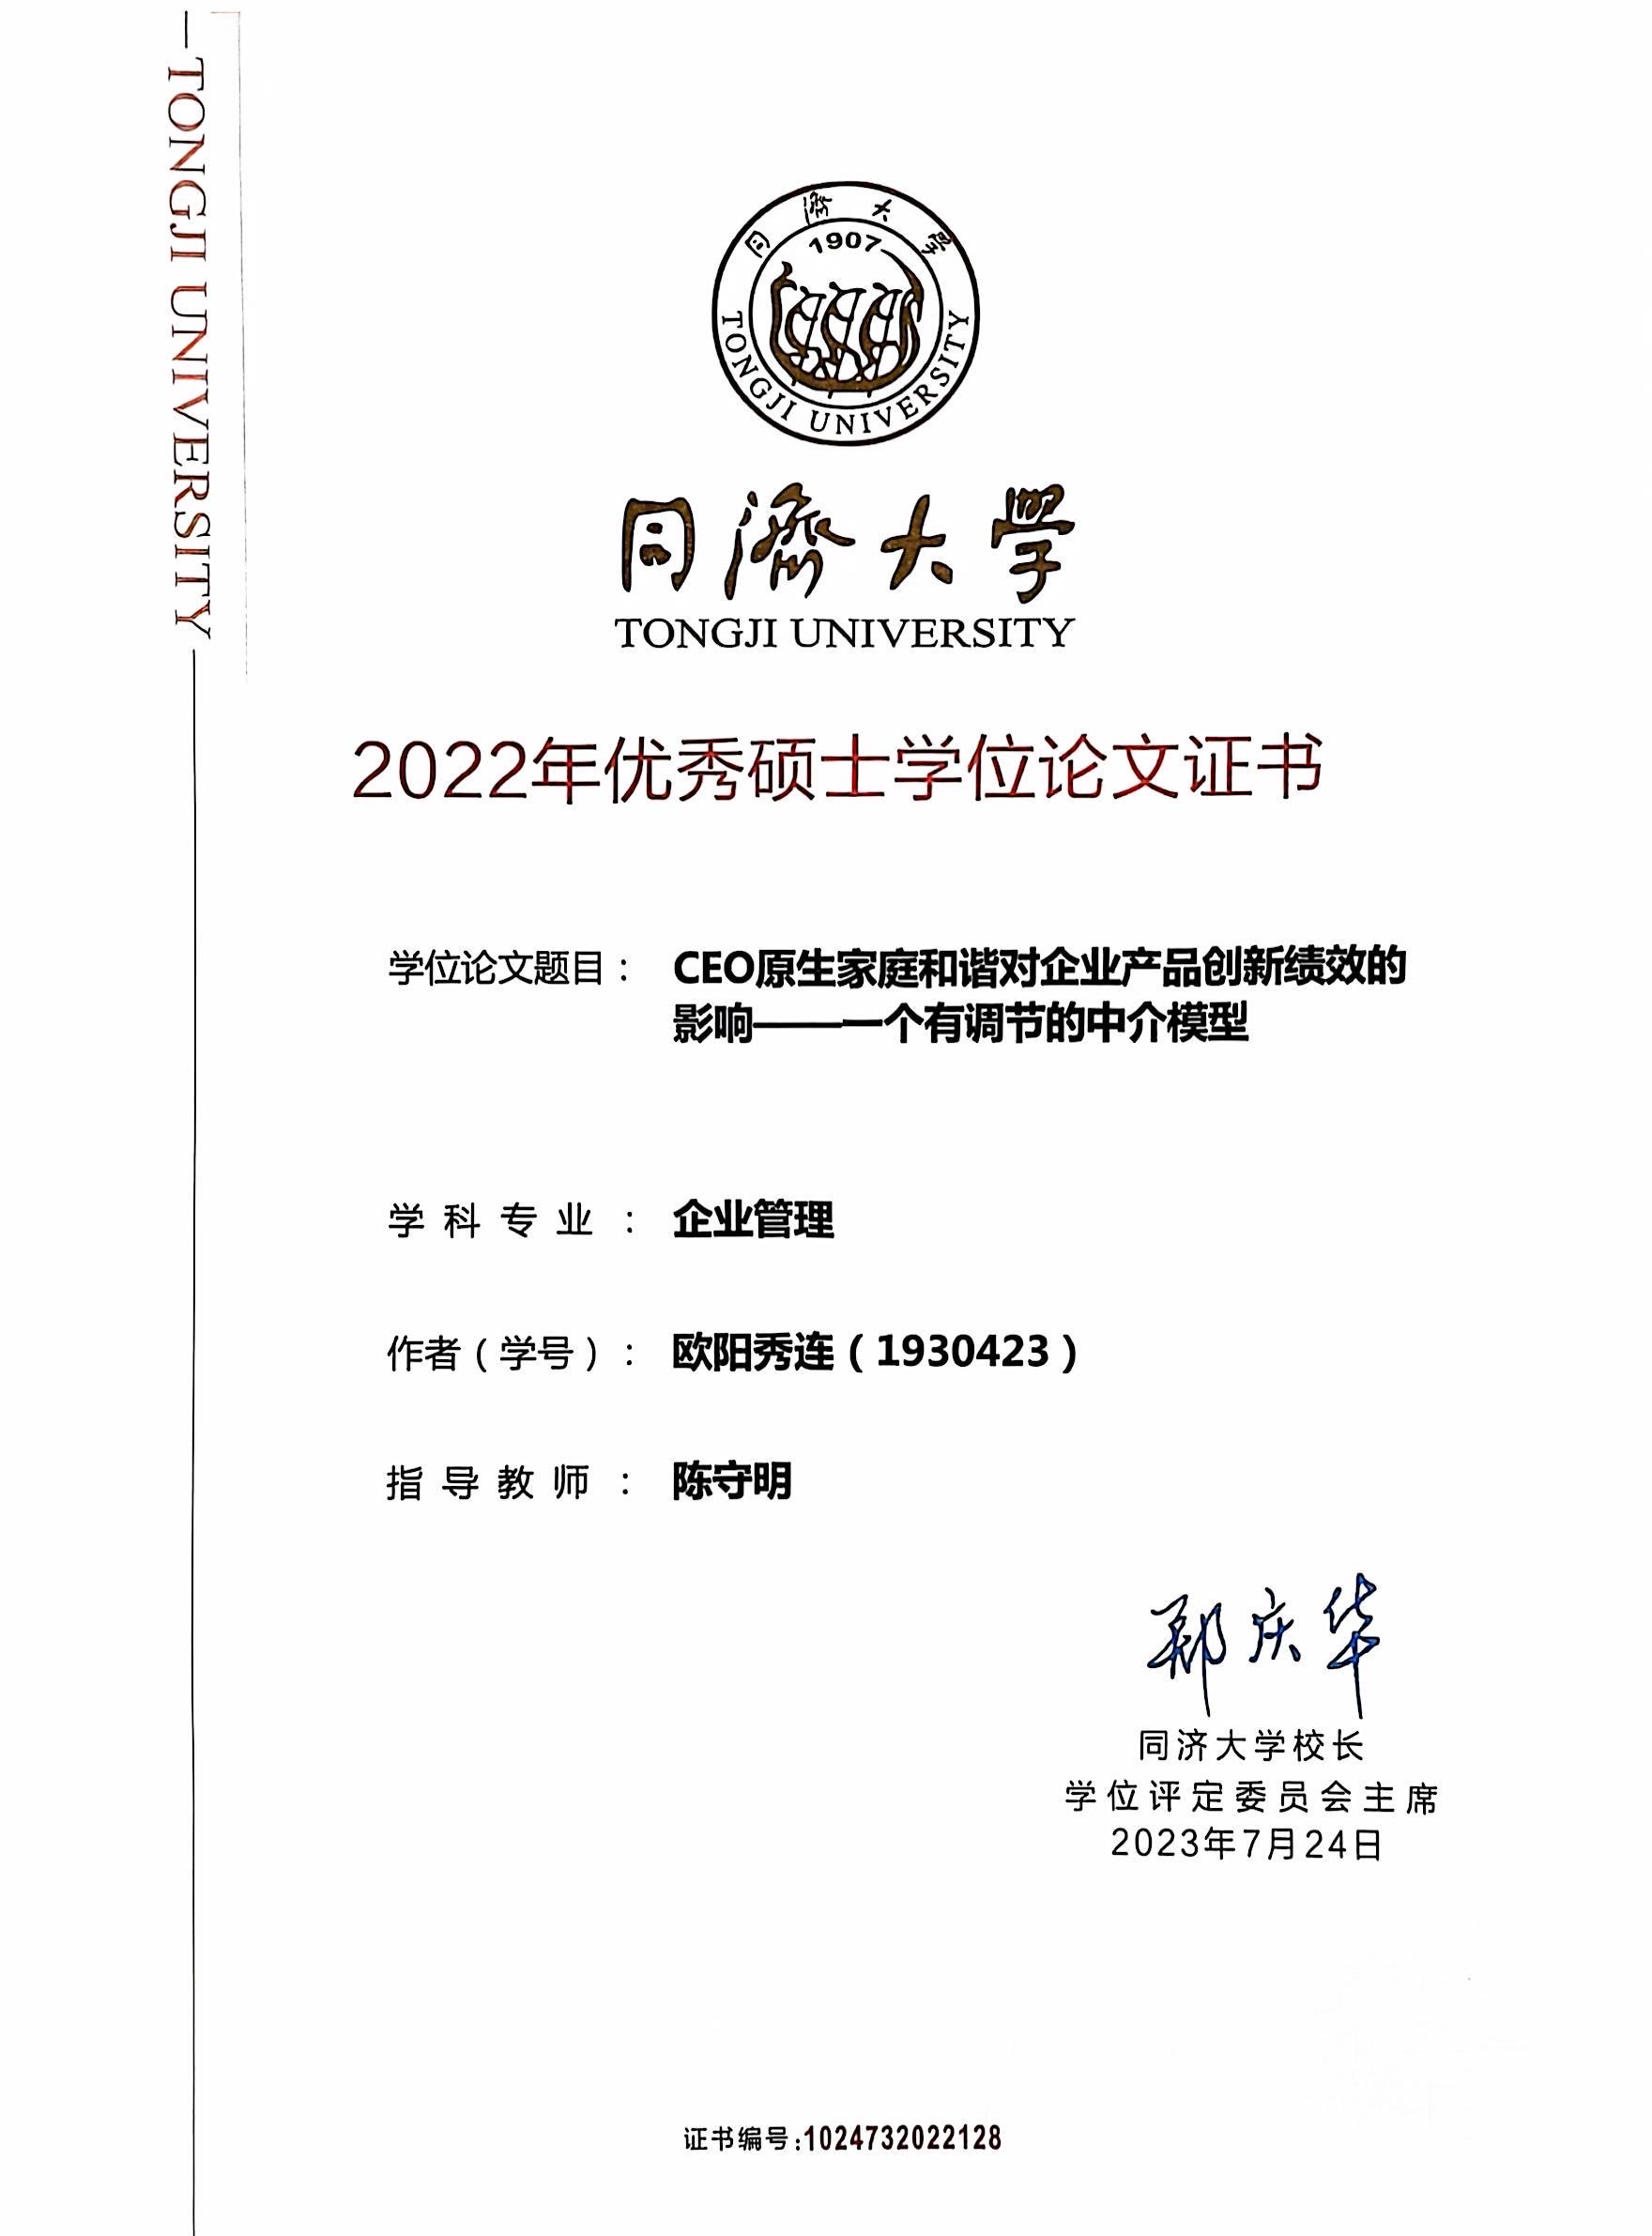 TONGJI UNIVERSITY
同濟大學
1907
TONGJI UNIVERSITY
同濟大學
TONGJI UNIVERSITY
2022年优秀硕士学位论文证书
学位论文题目： CEO原生家庭和谐对企业产品创新绩效的
影响——一个有调节的中介模型
学科专业： 企业管理
作者（学号）： 欧阳秀连（1930423）
指导教师： 陈守明
郑庆华
同济大学校长
学位评定委员会主席
2023年7月24日
证书编号:1024732022128